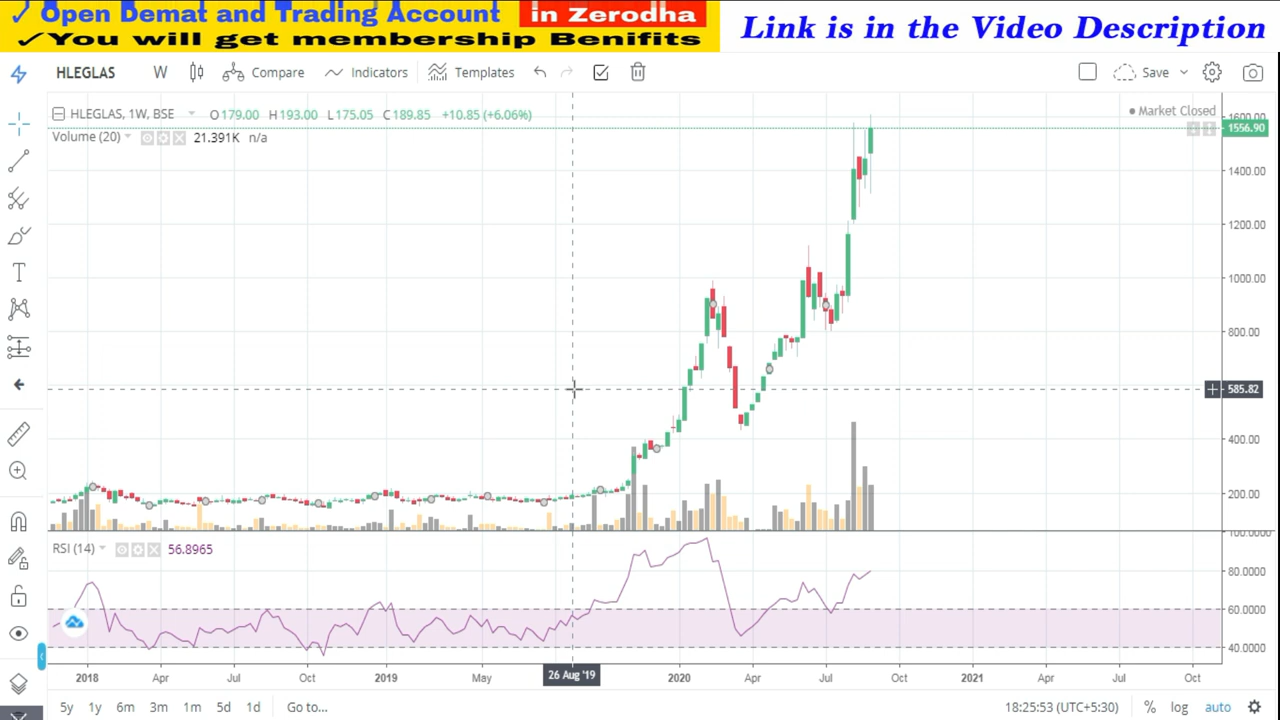 ✓ Open Demat and Trading Account in Zerodha
✓You will get membership Benifits
Link is in the Video Description
HLEGLAS W Compare Indicators Templates Save
HLEGLAS, 1W, BSE O179.00 H193.00 L175.05 C189.85 +10.85 (+6.06%)
Market Closed
Volume (20) 21.391K n/a
1600.00
1556.90
1400.00
1200.00
1000.00
800.00
585.82
400.00
200.00
100.0000
RSI (14) 56.8965
80.0000
60.0000
40.0000
2018 Apr Jul Oct 2019 May 26 Aug '19 2020 Apr Jul Oct 2021 Apr Jul Oct
5y 1y 6m 3m 1m 5d 1d Go to... 18:25:53 (UTC+5:30) % log auto